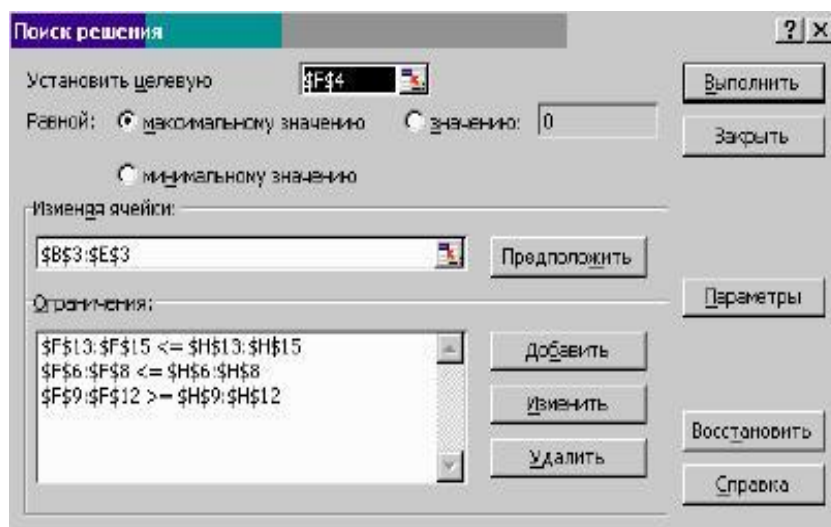 Поиск решения
Установить целевую $F$4
Выполнить
Равной: максимальному значению значению: 0
Закрыть
минимальному значению
Изменяя ячейки:
$B$3:$E$3
Предположить
Ограничения:
Параметры
$F$13:$F$15 <= $H$13:$H$15
Добавить
$F$6:$F$8 <= $H$6:$H$8
$F$9:$F$12 >= $H$9:$H$12
Изменить
Восстановить
Удалить
Справка